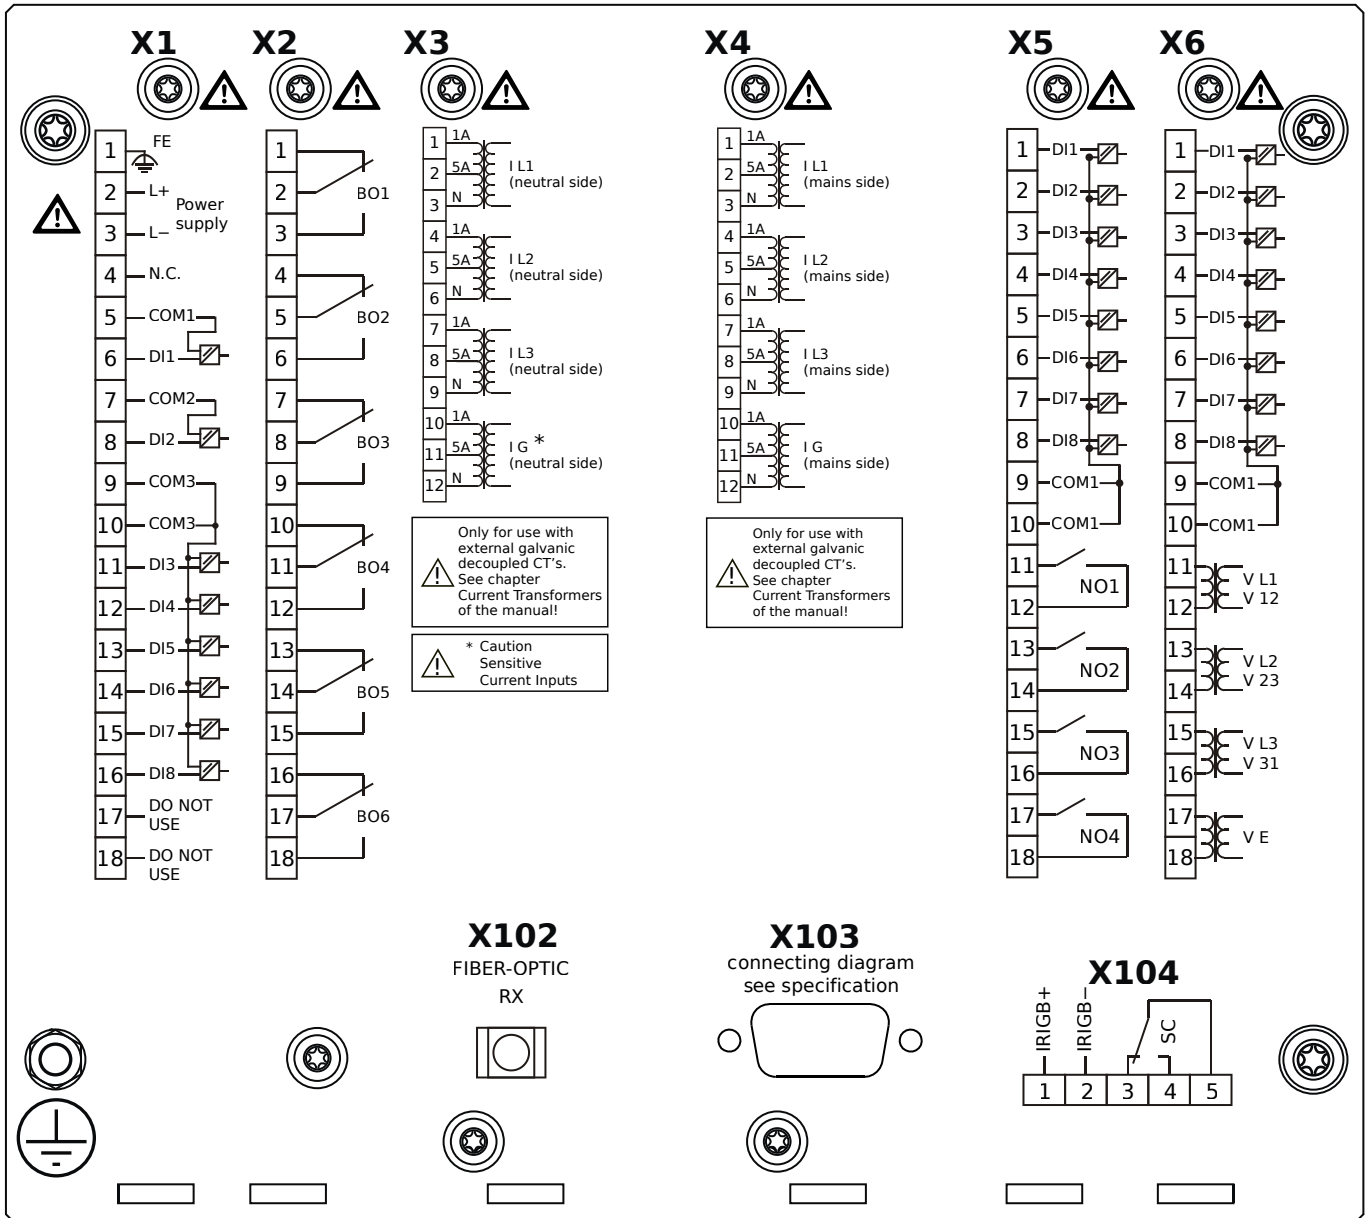 X1
X2
X3
X4
X5
X6
1
FE
2
L+
Power
supply
3
L−
4
N.C.
5
COM1
6
DI1
7
COM2
8
DI2
9
COM3
10
COM3
11
DI3
12
DI4
13
DI5
14
DI6
15
DI7
16
DI8
17
DO NOT
USE
18
DO NOT
USE
1
2
BO1
3
4
5
BO2
6
7
8
BO3
9
10
11
BO4
12
13
14
BO5
15
16
17
BO6
18
1
1A
2
5A
I L1
(neutral side)
3
N
4
1A
5
5A
I L2
(neutral side)
6
N
7
1A
8
5A
I L3
(neutral side)
9
N
10
1A
11
5A
I G *
(neutral side)
12
N
Only for use with
external galvanic
decoupled CT's.
See chapter
Current Transformers
of the manual!
* Caution
Sensitive
Current Inputs
1
1A
2
5A
I L1
(mains side)
3
N
4
1A
5
5A
I L2
(mains side)
6
N
7
1A
8
5A
I L3
(mains side)
9
N
10
1A
11
5A
I G
(mains side)
12
N
Only for use with
external galvanic
decoupled CT's.
See chapter
Current Transformers
of the manual!
1
DI1
2
DI2
3
DI3
4
DI4
5
DI5
6
DI6
7
DI7
8
DI8
9
COM1
10
COM1
11
NO1
12
13
NO2
14
15
NO3
16
17
NO4
18
1
DI1
2
DI2
3
DI3
4
DI4
5
DI5
6
DI6
7
DI7
8
DI8
9
COM1
10
COM1
11
V L1
V 12
12
13
V L2
V 23
14
15
V L3
V 31
16
17
V E
18
X102
FIBER-OPTIC
RX
X103
connecting diagram
see specification
X104
IRIGB+
IRIGB−
SC
1 2 3 4 5